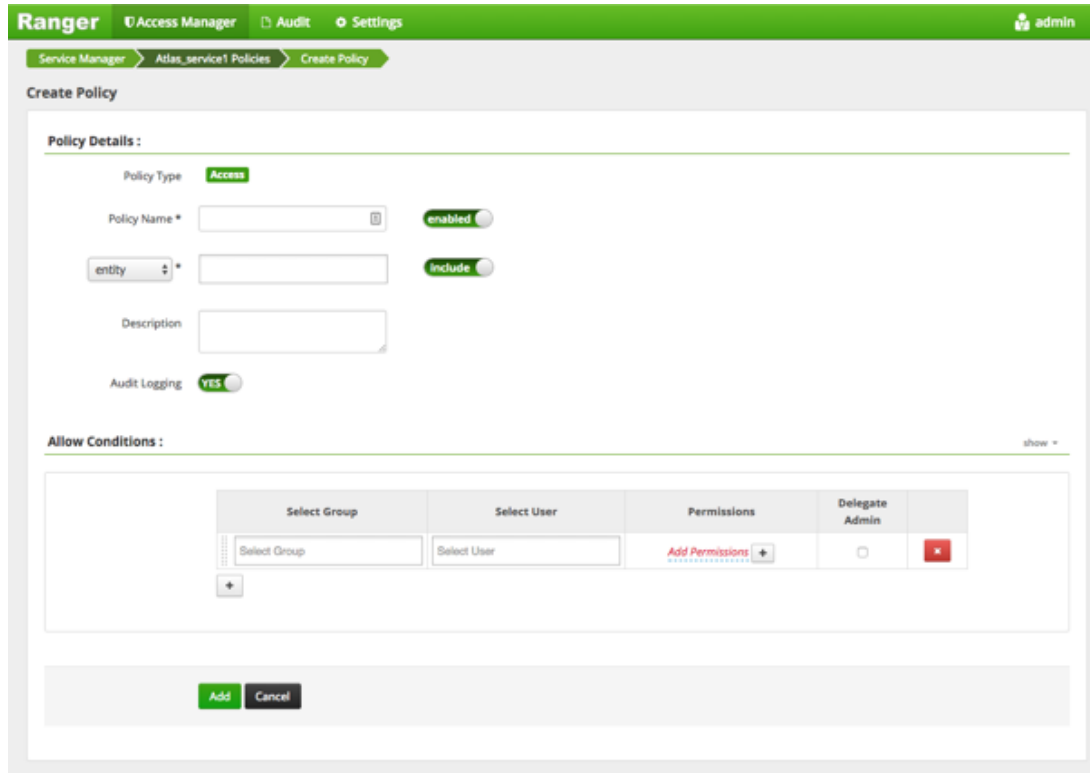 Ranger Access Manager Audit Settings admin
Service Manager Atlas_service1 Policies Create Policy
Create Policy
Policy Details :
Policy Type Access
Policy Name * enabled
entity * include
Description
Audit Logging YES
Allow Conditions : show
Select Group Select User Permissions Delegate Admin
Select Group Select User Add Permissions +
+
Add Cancel